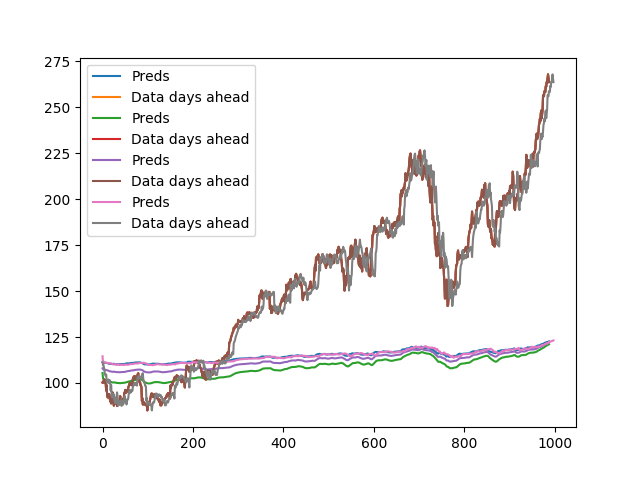 275
250
225
200
175
150
125
100
Preds
Data days ahead
Preds
Data days ahead
Preds
Data days ahead
Preds
Data days ahead
0 200 400 600 800 1000